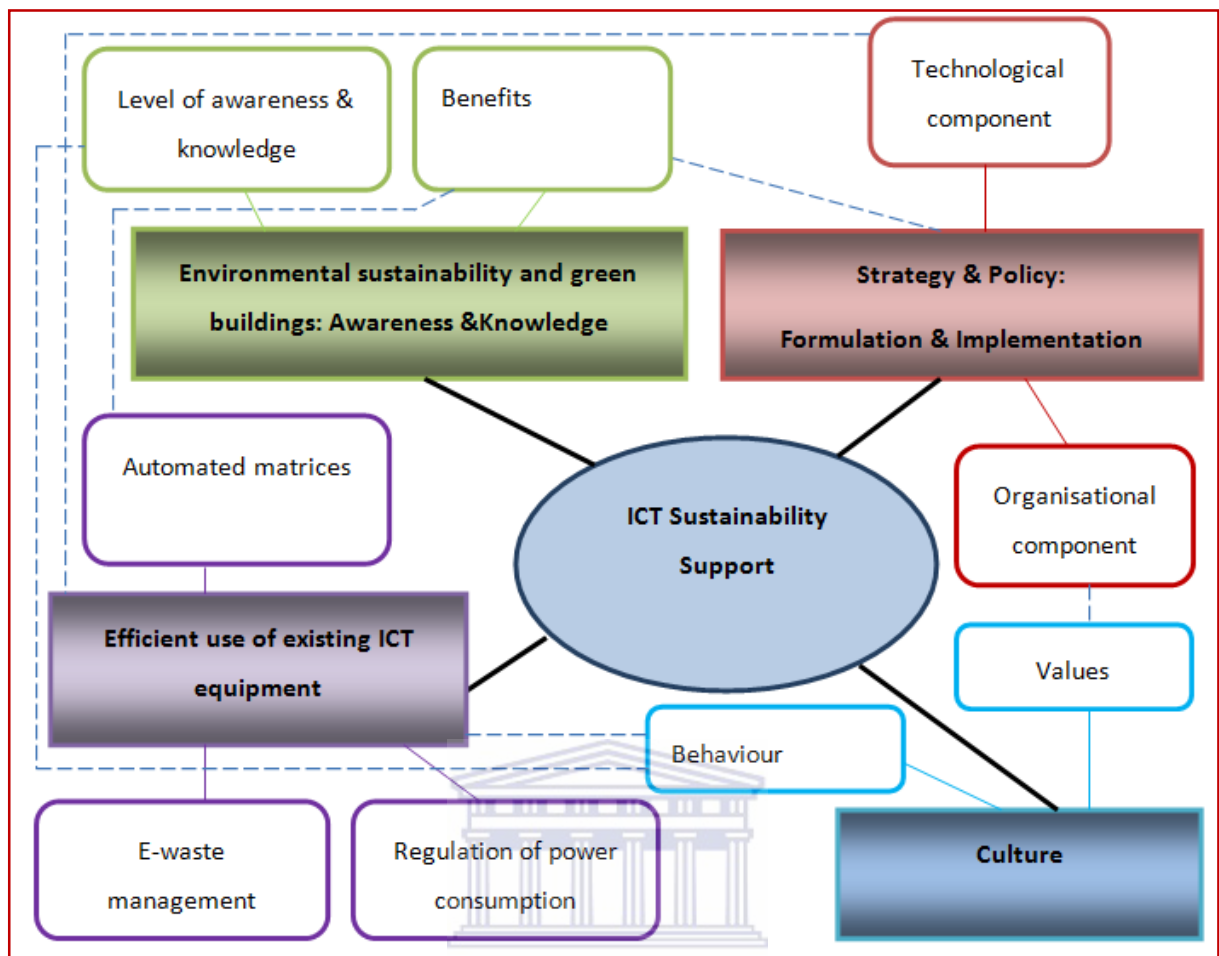 Level of awareness &
knowledge
Benefits
Technological
component
Environmental sustainability and green
buildings: Awareness &Knowledge
Strategy & Policy:
Formulation & Implementation
Automated matrices
ICT Sustainability
Support
Organisational
component
Efficient use of existing ICT
equipment
Values
Behaviour
E-waste
management
Regulation of power
consumption
Culture